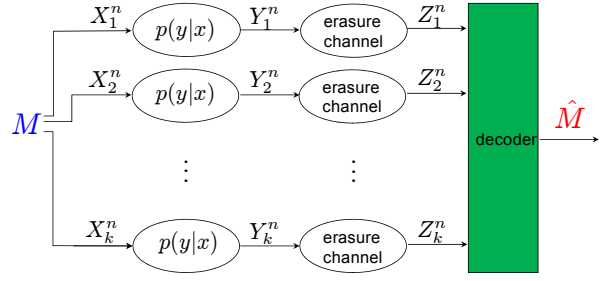 X_1^n p(y|x) Y_1^n erasure channel Z_1^n
X_2^n p(y|x) Y_2^n erasure channel Z_2^n
M decoder M̂
⋮ ⋮
X_k^n p(y|x) Y_k^n erasure channel Z_k^n